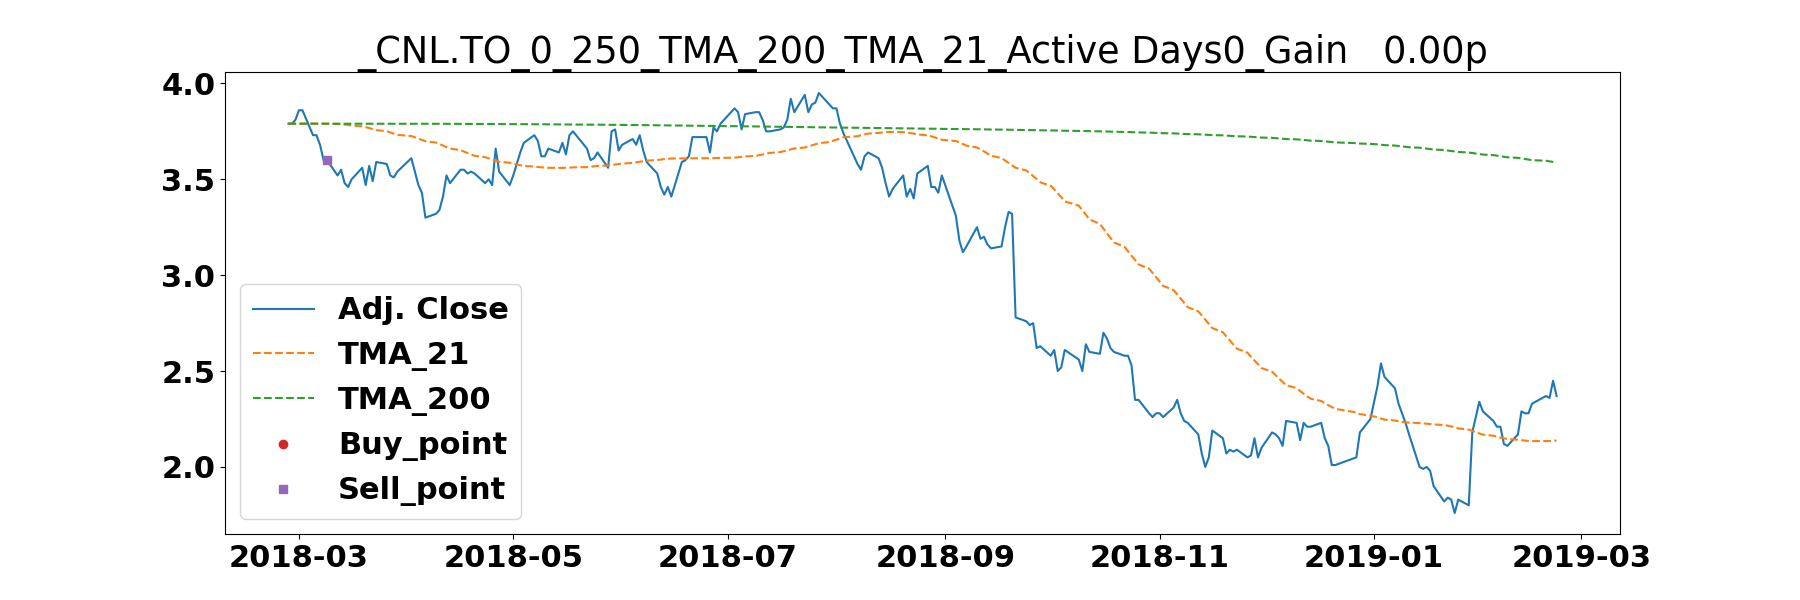 _CNL.TO_0_250_TMA_200_TMA_21_Active Days0_Gain   0.00p
4.0
3.5
3.0
2.5
2.0
Adj. Close
TMA_21
TMA_200
Buy_point
Sell_point
2018-03 2018-05 2018-07 2018-09 2018-11 2019-01 2019-03